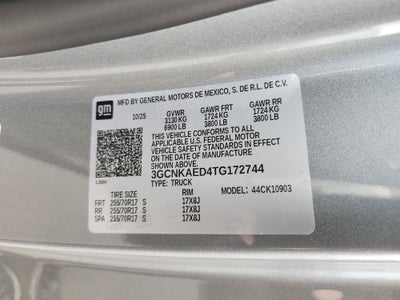 gm
MFD BY GENERAL MOTORS DE MEXICO, S. DE R.L. DE C.V.
10/25 GVWR GAWR FRT GAWR RR
3130 KG 1724 KG 1724 KG
6900 LB 3800 LB 3800 LB
THIS VEHICLE CONFORMS TO ALL
APPLICABLE U.S. FEDERAL MOTOR
VEHICLE SAFETY STANDARDS IN EFFECT
ON THE DATE OF MANUFACTURE
SHOWN ABOVE.
3GCNKAED4TG172744
TYPE: TRUCK MODEL: 44CK10903
TIRE SIZE RIM
FRT 255/70R17 S 17X8J
RR 255/70R17 S 17X8J
SPA 255/70R17 S 17X8J